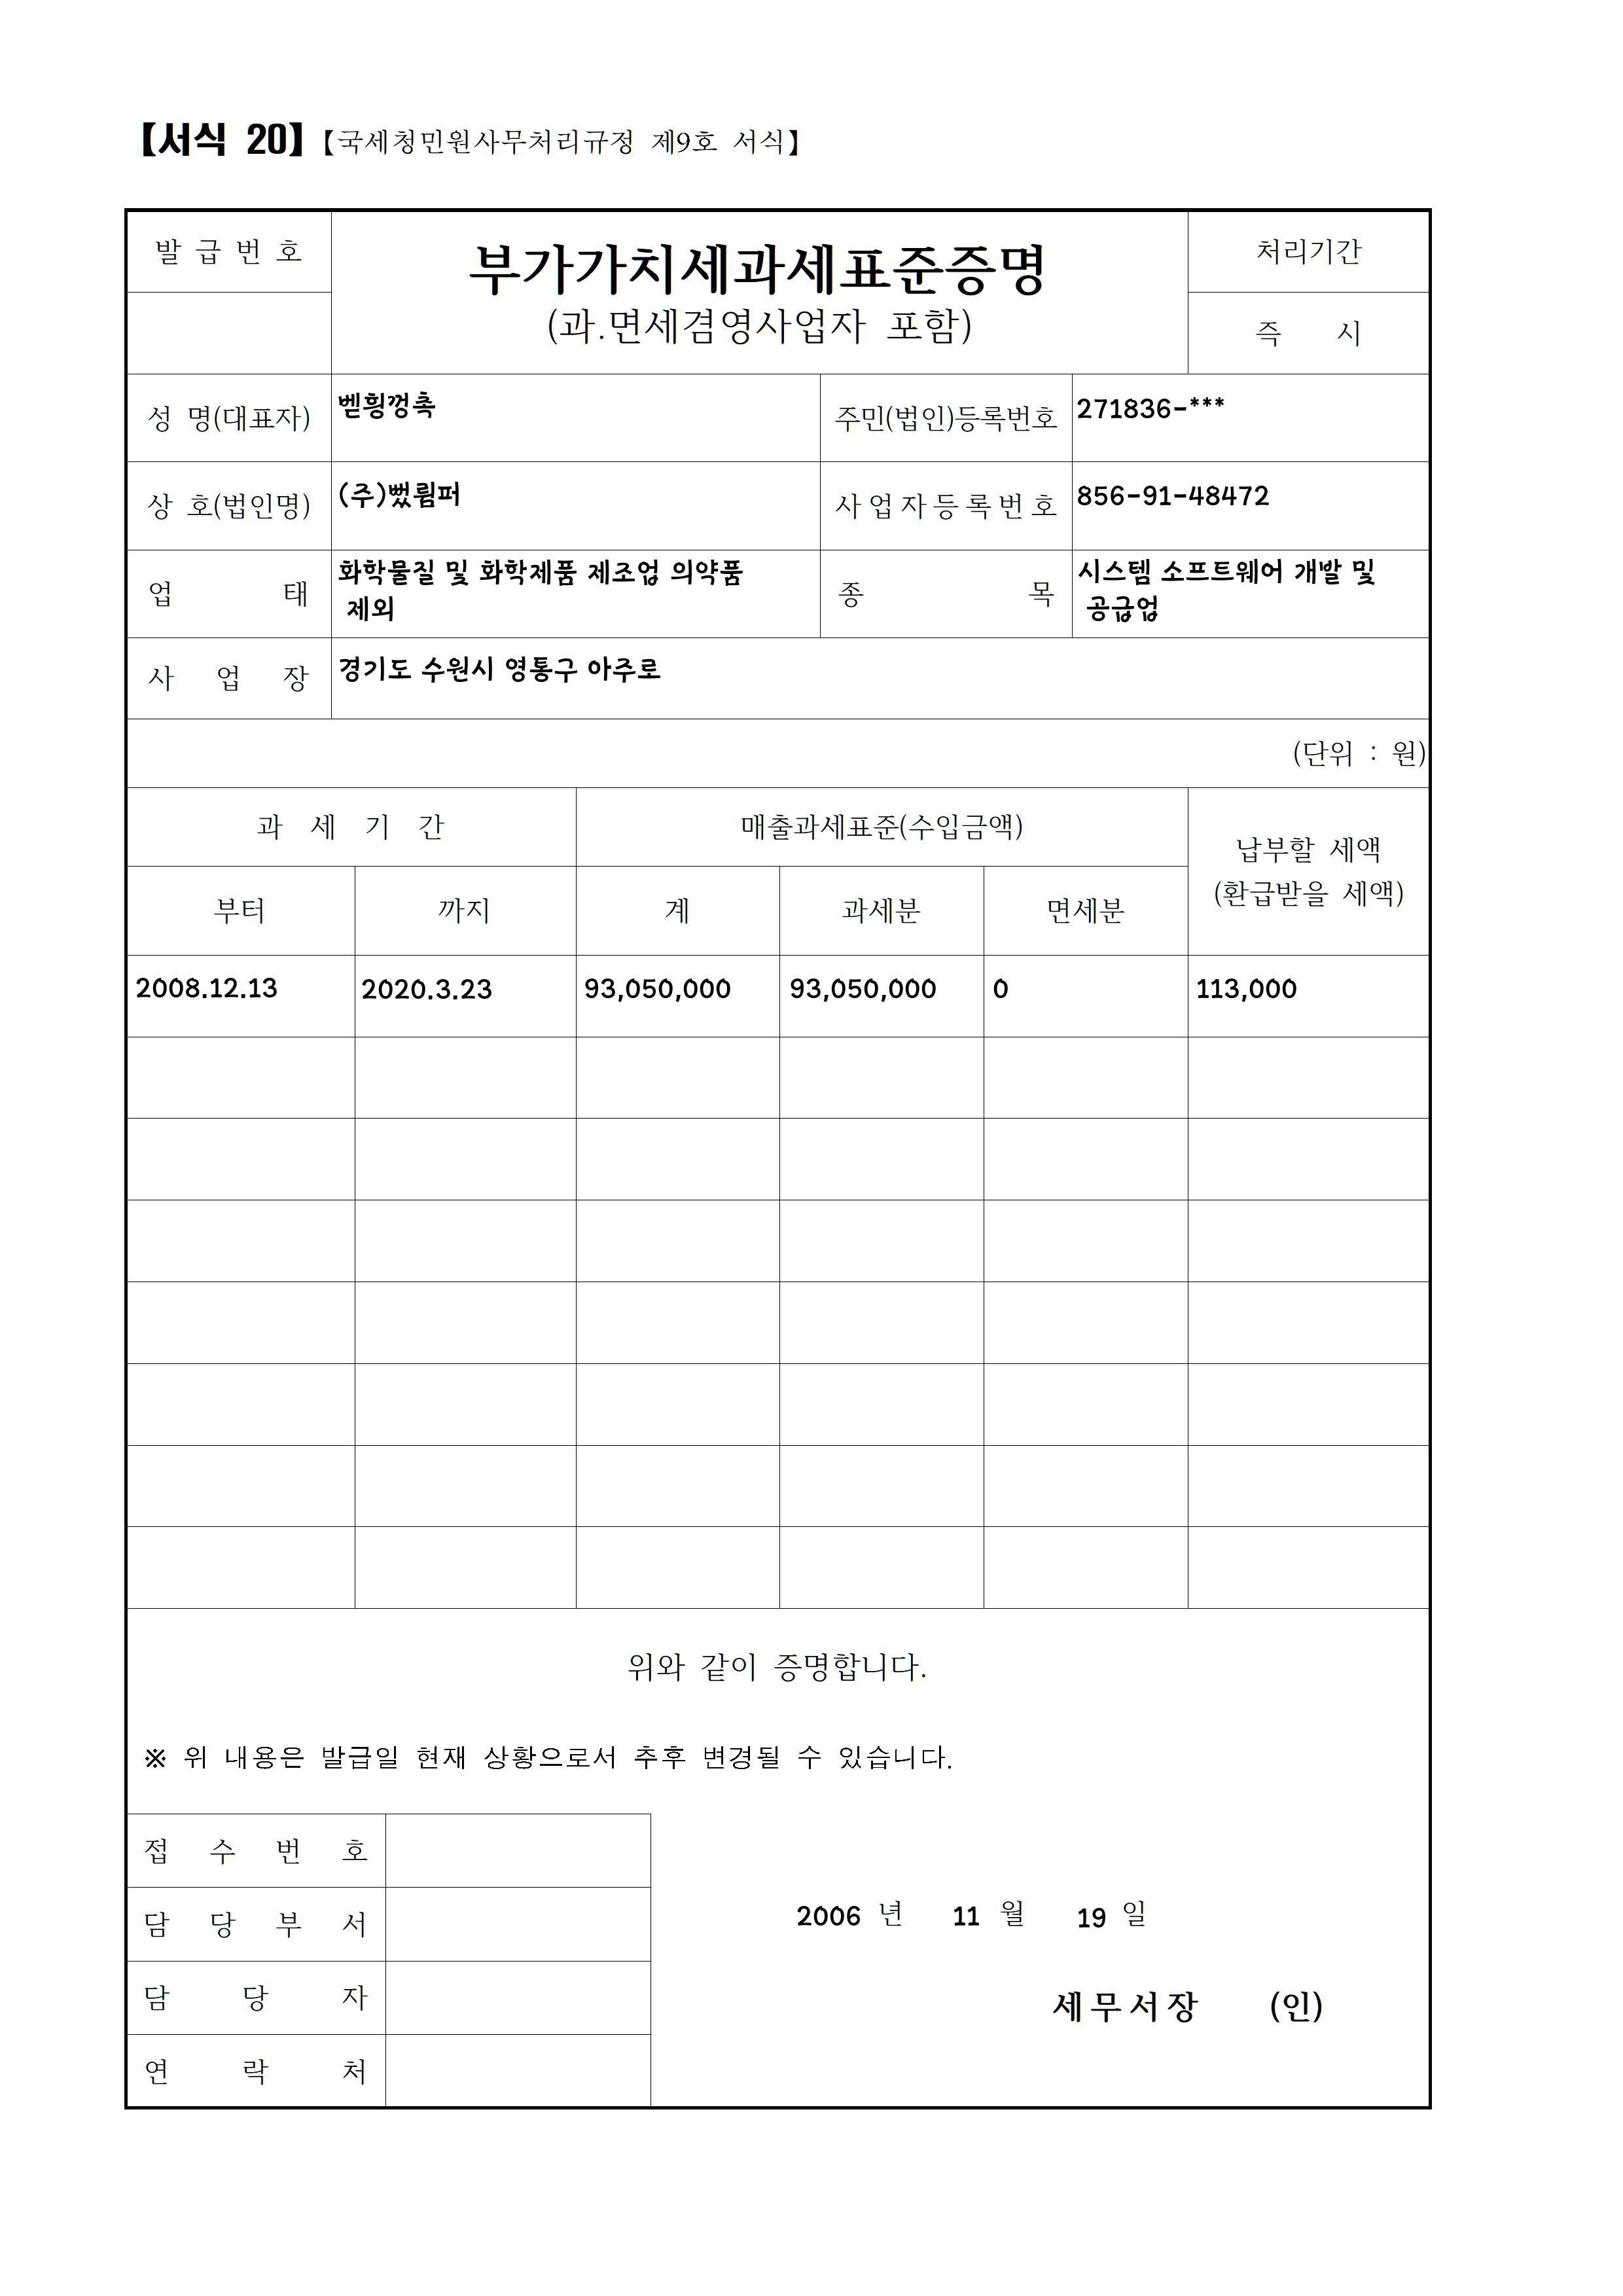 【서식 20】【국세청민원사무처리규정 제9호 서식】
발 급 번 호
부가가치세과세표준증명
(과.면세겸영사업자 포함)
처리기간
즉 시
성 명(대표자) 벤휑껑촉 주민(법인)등록번호 271836-***
상 호(법인명) (주)뻤륌퍼 사업자등록번호 856-91-48472
업 태 화학물질 및 화학제품 제조업 의약품
제외
종 목 시스템 소프트웨어 개발 및
공급업
사 업 장 경기도 수원시 영통구 아주로
(단위 : 원)
과 세 기 간 매출과세표준(수입금액) 납부할 세액
(환급받을 세액)
부터 까지 계 과세분 면세분
2008.12.13 2020.3.23 93,050,000 93,050,000 0 113,000
위와 같이 증명합니다.
※ 위 내용은 발급일 현재 상황으로서 추후 변경될 수 있습니다.
접 수 번 호
담 당 부 서
담 당 자
연 락 처
2006 년 11 월 19 일
세무서장 (인)